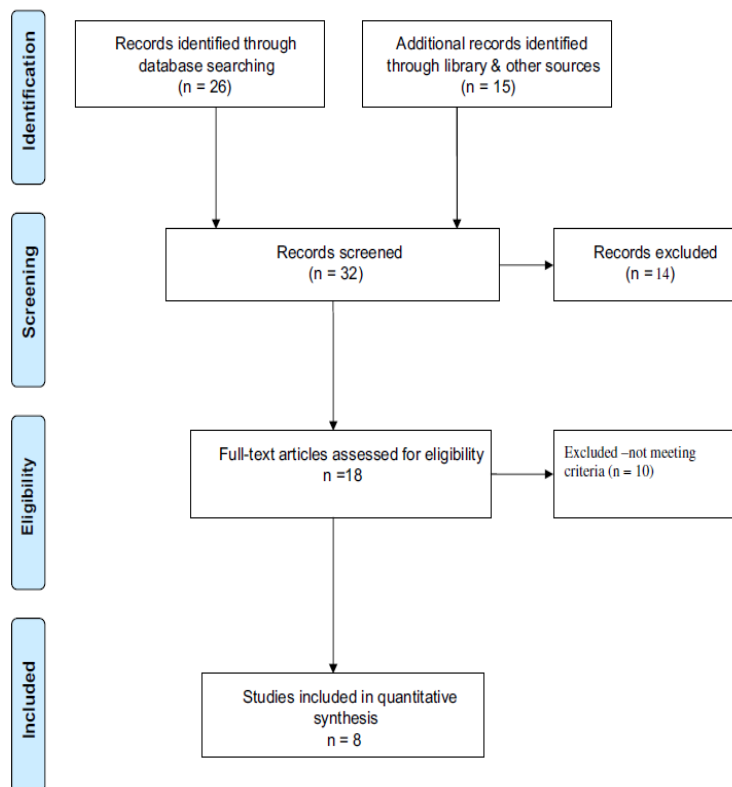 Identification
Records identified through
database searching
(n = 26)
Additional records identified
through library & other sources
(n = 15)
Screening
Records screened
(n = 32)
Records excluded
(n = 14)
Eligibility
Full-text articles assessed for eligibility
n =18
Excluded –not meeting
criteria (n = 10)
Included
Studies included in quantitative
synthesis
n = 8